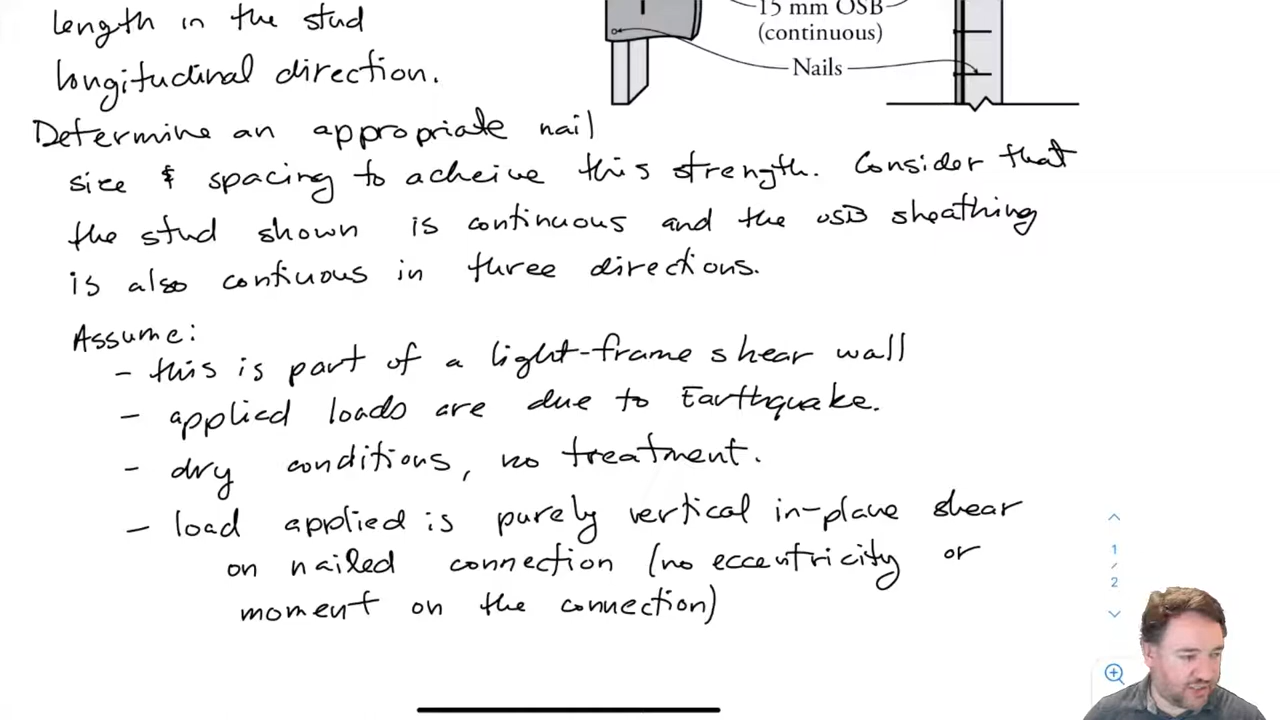 length in the stud
longitudinal direction.
15 mm OSB
(continuous)
Nails
Determine an appropriate nail
size & spacing to acheive this strength. Consider that
the stud shown is continuous and the OSB sheathing
is also contiuous in three directions.
Assume:
- this is part of a light-frame shear wall
- applied loads are due to Earthquake.
- dry conditions, no treatment.
- load applied is purely vertical in-plane shear
on nailed connection (no eccentricity or
moment on the connection)
1
/
2